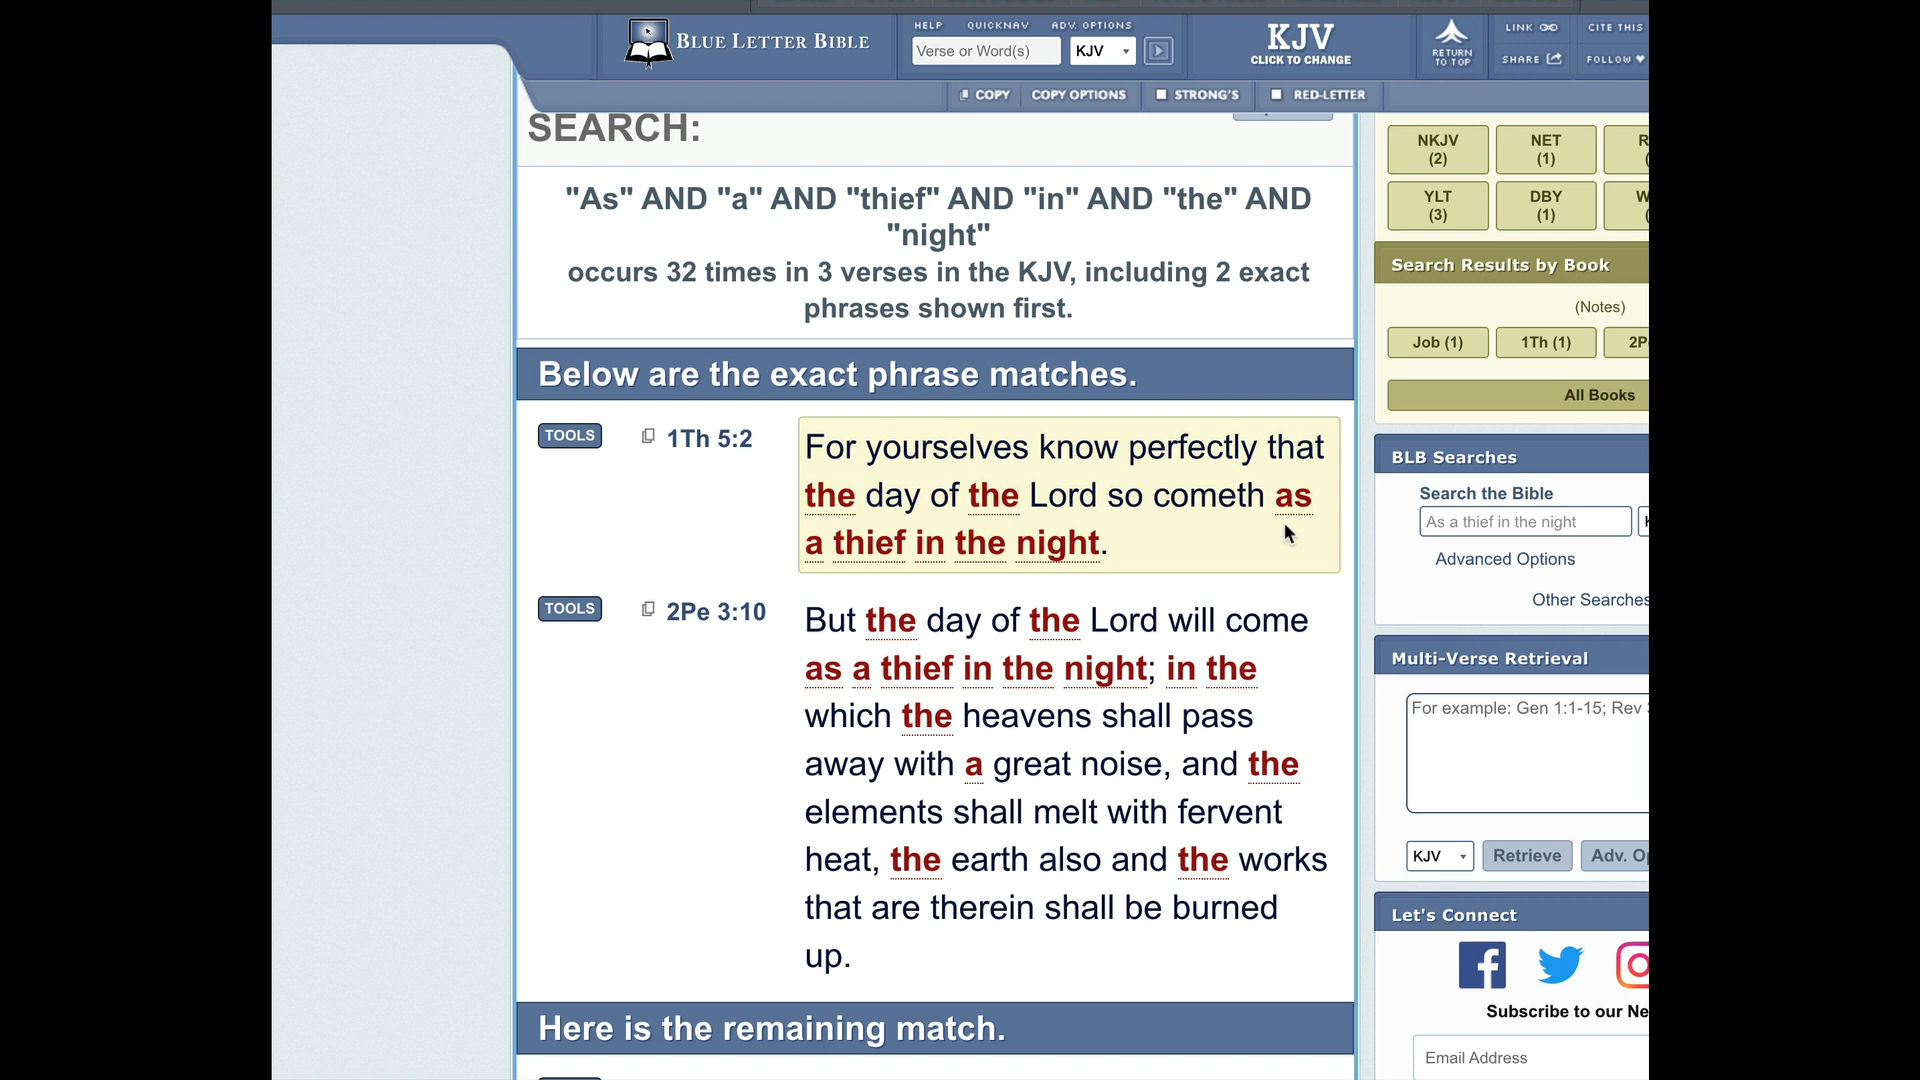 HELP QUICKNAV ADV. OPTIONS
BLUE LETTER BIBLE
Verse or Word(s) KJV
KJV
CLICK TO CHANGE
RETURN
TO TOP
LINK
CITE THIS
SHARE
FOLLOW
COPY COPY OPTIONS STRONG'S RED-LETTER
SEARCH:
"As" AND "a" AND "thief" AND "in" AND "the" AND
"night"
occurs 32 times in 3 verses in the KJV, including 2 exact
phrases shown first.
Below are the exact phrase matches.
TOOLS 1Th 5:2
For yourselves know perfectly that
the day of the Lord so cometh as
a thief in the night.
TOOLS 2Pe 3:10
But the day of the Lord will come
as a thief in the night; in the
which the heavens shall pass
away with a great noise, and the
elements shall melt with fervent
heat, the earth also and the works
that are therein shall be burned
up.
Here is the remaining match.
NKJV
(2)
NET
(1)
YLT
(3)
DBY
(1)
Search Results by Book
(Notes)
Job (1) 1Th (1)
All Books
BLB Searches
Search the Bible
As a thief in the night
Advanced Options
Other Searches
Multi-Verse Retrieval
For example: Gen 1:1-15; Rev
KJV Retrieve Adv.
Let's Connect
Subscribe to our
Email Address